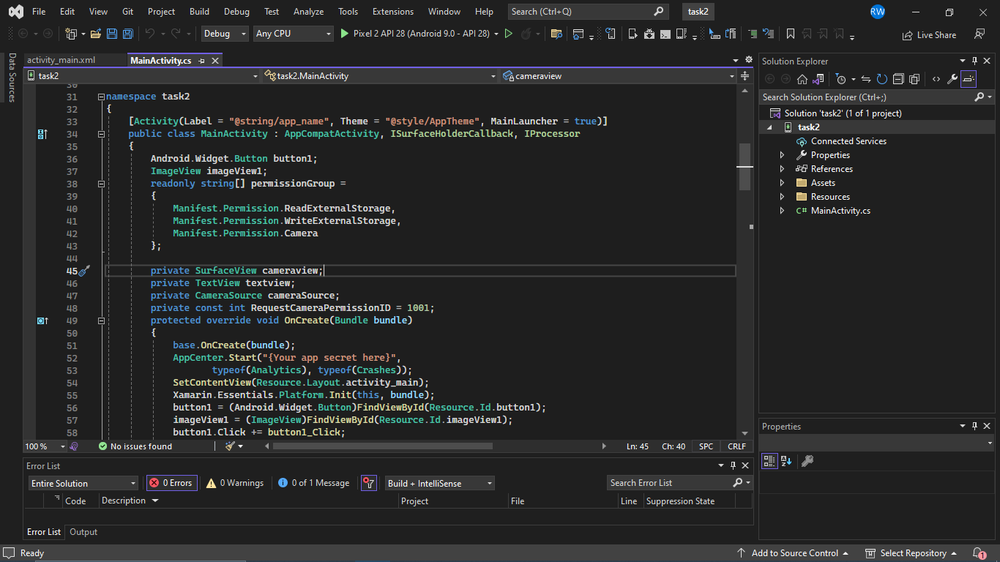 File Edit View Git Project Build Debug Test Analyze Tools Extensions Window Help Search (Ctrl+Q) task2 RW
Debug Any CPU Pixel 2 API 28 (Android 9.0 - API 28) Live Share
Data Sources
activity_main.xml MainActivity.cs
task2 task2.MainActivity cameraview
30
31 namespace task2
32 {
33 [Activity(Label = "@string/app_name", Theme = "@style/AppTheme", MainLauncher = true)]
34 public class MainActivity : AppCompatActivity, ISurfaceHolderCallback, IProcessor
35 {
36 Android.Widget.Button button1;
37 ImageView imageView1;
38 readonly string[] permissionGroup =
39 {
40 Manifest.Permission.ReadExternalStorage,
41 Manifest.Permission.WriteExternalStorage,
42 Manifest.Permission.Camera
43 };
44
45 private SurfaceView cameraview;
46 private TextView textview;
47 private CameraSource cameraSource;
48 private const int RequestCameraPermissionID = 1001;
49 protected override void OnCreate(Bundle bundle)
50 {
51 base.OnCreate(bundle);
52 AppCenter.Start("{Your app secret here}",
53 typeof(Analytics), typeof(Crashes));
54 SetContentView(Resource.Layout.activity_main);
55 Xamarin.Essentials.Platform.Init(this, bundle);
56 button1 = (Android.Widget.Button)FindViewById(Resource.Id.button1);
57 imageView1 = (ImageView)FindViewById(Resource.Id.imageView1);
58 button1.Click += button1_Click;
100 % No issues found Ln: 45 Ch: 40 SPC CRLF
Error List
Entire Solution 0 Errors 0 Warnings 0 of 1 Message Build + IntelliSense Search Error List
Code Description Project File Line Suppression State
Error List Output
Solution Explorer
Search Solution Explorer (Ctrl+;)
Solution 'task2' (1 of 1 project)
task2
Connected Services
Properties
References
Assets
Resources
C# MainActivity.cs
Properties
Ready Add to Source Control Select Repository 1